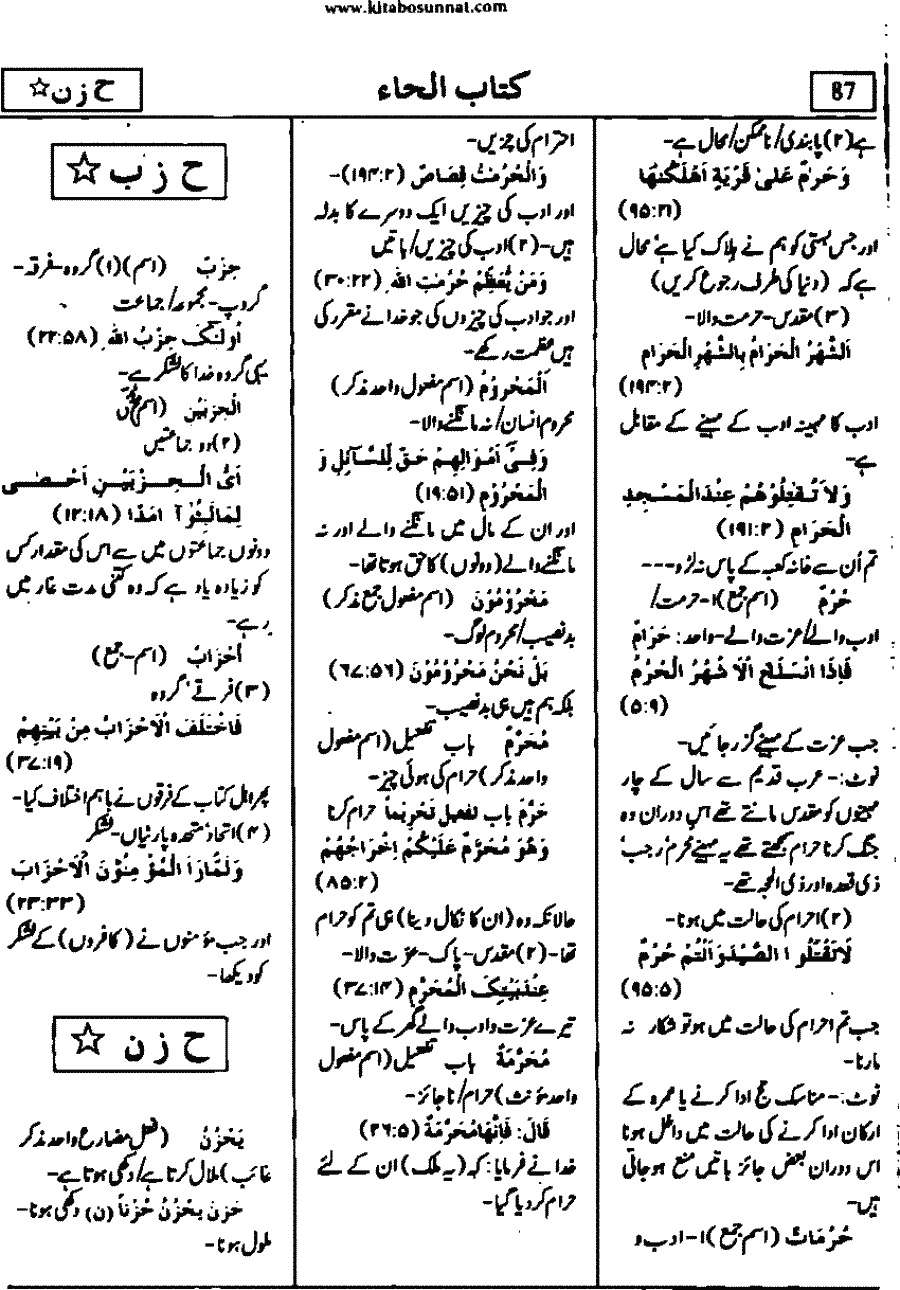 www.kitabosunnat.com
87
کتاب الحاء
ح ز ن☆
ہے(۲)پابندی/ناممکن/محال ہے-
وَحَرٰمٌ عَلیٰ قَرْیَةٍ اَهْلَكْنٰهَا
(۹۵:۲۱)
اور جس بستی کو ہم نے ہلاک کیا ہے محال
ہے کہ (دنیا کی طرف رجوع کریں)
(۳)مقدس-حرمت والا-
اَلشَّهْرُ الْحَرَامُ بِالشَّهْرِ الْحَرَامِ
(۱۹۴:۲)
ادب کا مہینہ ادب کے مہینے کے مقابل
ہے-
وَلَا تُقٰتِلُوْهُمْ عِنْدَالْمَسْجِدِ
الْحَرَامِ (۱۹۱:۲)
تم اُن سے خانہ کعبہ کے پاس نہ لڑو---
حُرُمٌ (اسم جمع)۱-حرمت/
ادب والے/عزت والے-واحد: حَرَامٌ
فَاِذَا انْسَلَخَ الْاَ شْهُرُ الْحُرُمُ
(۵:۹)
جب عزت کے مہینے گزر جائیں-
نوٹ:-عرب قدیم سے سال کے چار
مہینوں کو مقدس مانتے تھے اس دوران وہ
جنگ کرنا حرام سمجھتے تھے یہ مہینے محرم' رجب'
ذی قعدہ اور ذی الحجہ تھے-
(۲)احرام کی حالت میں ہونا-
لَاتَقْتُلُو ا الصَّیْدَوَاَنْتُمْ حُرُمٌ
(۹۵:۵)
جب تم احرام کی حالت میں ہو تو شکار نہ
مارنا-
نوٹ:-مناسک حج ادا کرنے یا عمرہ کے
ارکان ادا کرنے کی حالت میں داخل ہونا
اس دوران بعض جائز باتیں منع ہو جاتی
ہیں-
حُرُمَاتٌ (اسم جمع)۱-ادب و
احترام کی چیزیں-
وَالْحُرُمٰتُ قِصَاصٌ (۱۹۴:۲)-
اور ادب کی چیزیں ایک دوسرے کا بدلہ
ہیں-(۲)ادب کی چیزیں/باتیں
وَمَنْ یُّعَظِّمْ حُرُمٰتِ اللهِ (۳۰:۲۲)
اور جو ادب کی چیزوں کی جو خدا نے مقرر کی
ہیں عظمت رکھے-
اَلْمَحْرُوْمُ (اسم مفعول واحد مذکر)
محروم انسان/نہ مانگنے والا-
وَفِیْ اَمْوَالِهِمْ حَقٌّ لِّلسَّآئِلِ وَ
الْمَحْرُوْمِ (۱۹:۵۱)
اور ان کے مال میں مانگنے والے اور نہ
مانگنے والے(دونوں) کا حق ہوتا تھا-
مَحْرُوْمُوْنَ (اسم مفعول جمع مذکر)
بدنصیب/محروم لوگ-
بَلْ نَحْنُ مَحْرُوْمُوْنَ (۶۷:۵۶)
بلکہ ہم ہیں ہی بدنصیب-
مُحَرَّمٌ باب تفعیل(اسم مفعول
واحد مذکر)حرام کی ہوئی چیز-
حَرَّمَ باب تفعیل تَحْرِیْماً حرام کرنا
وَهُوَ مُحَرَّمٌ عَلَیْكُمْ اِخْرَاجُهُمْ
(۸۵:۲)
حالانکہ وہ(ان کا نکال دینا)ہی تم کو حرام
تھا-(۲)مقدس-پاک-عزت والا-
عِنْدَبَیْتِكَ الْمُحَرَّمِ (۳۷:۱۴)
تیرے عزت وادب والے گھر کے پاس-
مُحَرَّمَةٌ باب تفعیل(اسم مفعول
واحد مؤنث)حرام/ناجائز-
قَالَ: فَاِنَّهَامُحَرَّمَةٌ (۲۶:۵)
خدا نے فرمایا: کہ(یہ ملک)ان کے لئے
حرام کر دیا گیا-
ح ز ب☆
حِزْبٌ (اسم)(۱)گروہ-فرقہ-
گروپ-مجموعہ/جماعت
اُولٰئِكَ حِزْبُ اللهِ (۲۲:۵۸)
یہی گروہ خدا کا لشکر ہے-
الْحِزْبَیْنِ (اسم
(۲)دو جماعتیں
اَیُّ الْحِزْبَیْنِ اَحْصٰی
لِمَالَبِثُوْآ اَمَدًا (۱۲:۱۸)
دونوں جماعتوں میں سے اس کی مقدار کس
کو زیادہ یاد ہے کہ وہ کتنی مدت غار میں
رہے-
اَحْزَابٌ (اسم-جمع)
(۳)فرقے' گروہ
فَاخْتَلَفَ الْاَحْزَابُ مِنْ بَیْنِهِمْ
(۳۷:۱۹)
پھر اہل کتاب کے فرقوں نے باہم اختلاف کیا-
(۴)اتحاد متحدہ پارٹیاں-لشکر
وَلَمَّارَاَ الْمُؤْ مِنُوْنَ الْاَحْزَابَ
(۲۳:۳۳)
اور جب مؤمنوں نے (کافروں) کے لشکر
کو دیکھا-
ح ز ن☆
یَحْزُنُ (فعل مضارع واحد مذکر
غائب)ملال کرتا ہے/دکھی ہوتا ہے-
حَزِنَ یَحْزُنُ حُزْناً (ن) دکھی ہونا-
ملول ہونا-